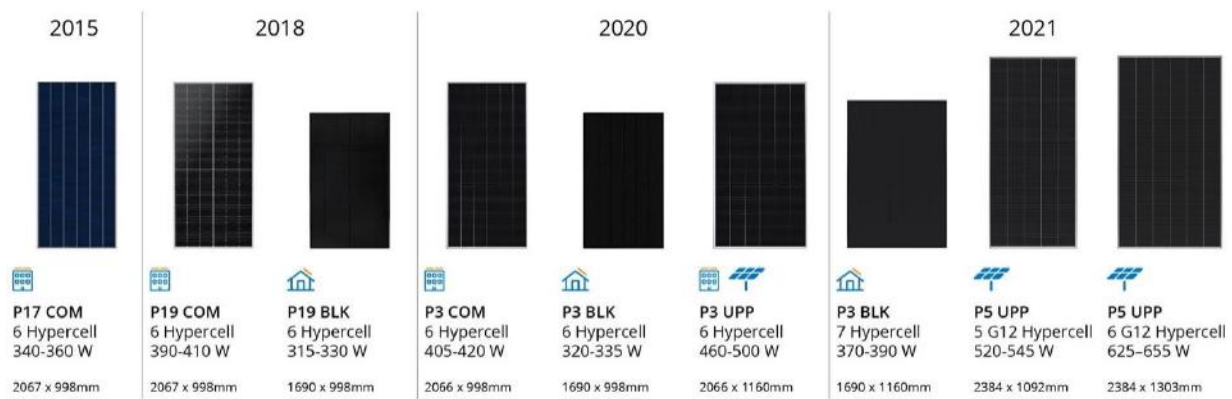 2015
2018
2020
2021
P17 COM
6 Hypercell
340-360 W
2067 x 998mm
P19 COM
6 Hypercell
390-410 W
2067 x 998mm
P19 BLK
6 Hypercell
315-330 W
1690 x 998mm
P3 COM
6 Hypercell
405-420 W
2066 x 998mm
P3 BLK
6 Hypercell
320-335 W
1690 x 998mm
P3 UPP
6 Hypercell
460-500 W
2066 x 1160mm
P3 BLK
7 Hypercell
370-390 W
1690 x 1160mm
P5 UPP
5 G12 Hypercell
520-545 W
2384 x 1092mm
P5 UPP
6 G12 Hypercell
625–655 W
2384 x 1303mm